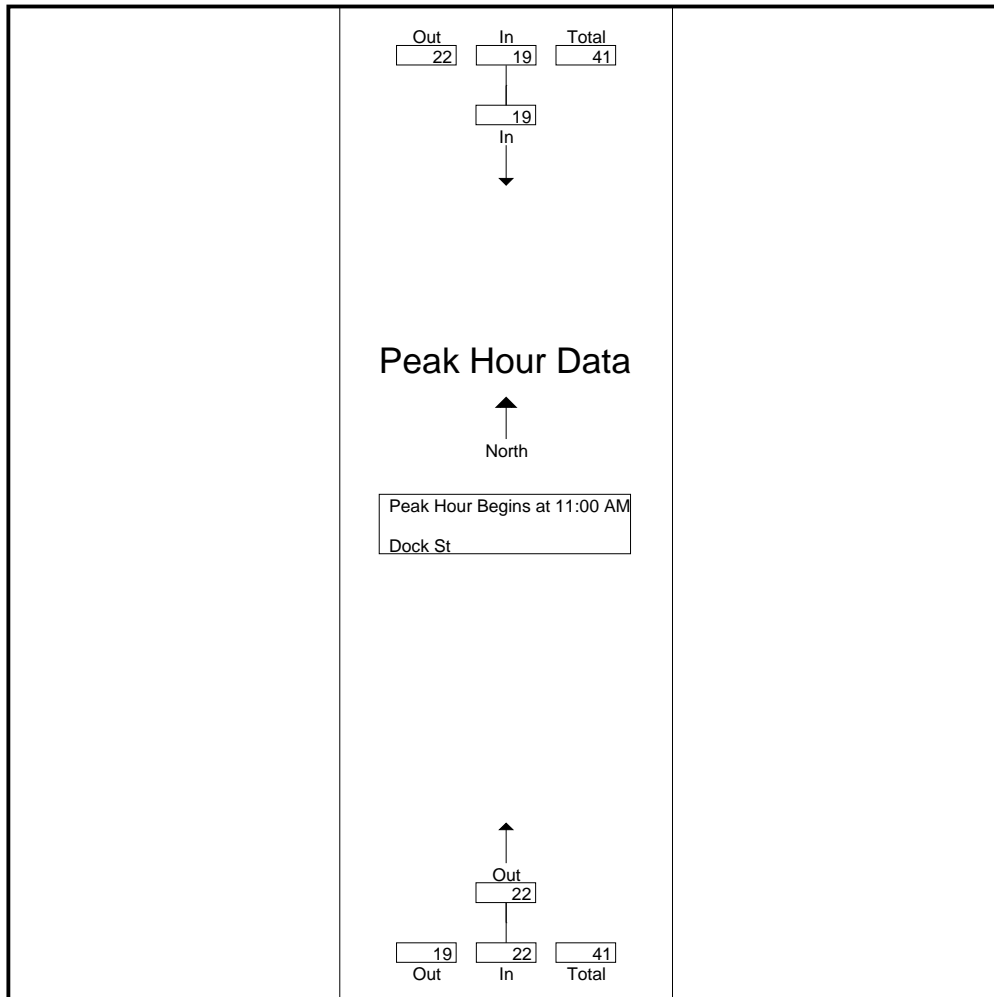 Out In Total
22 19 41
19
In
Peak Hour Data
North
Peak Hour Begins at 11:00 AM
Dock St
Out
22
19 22 41
Out In Total